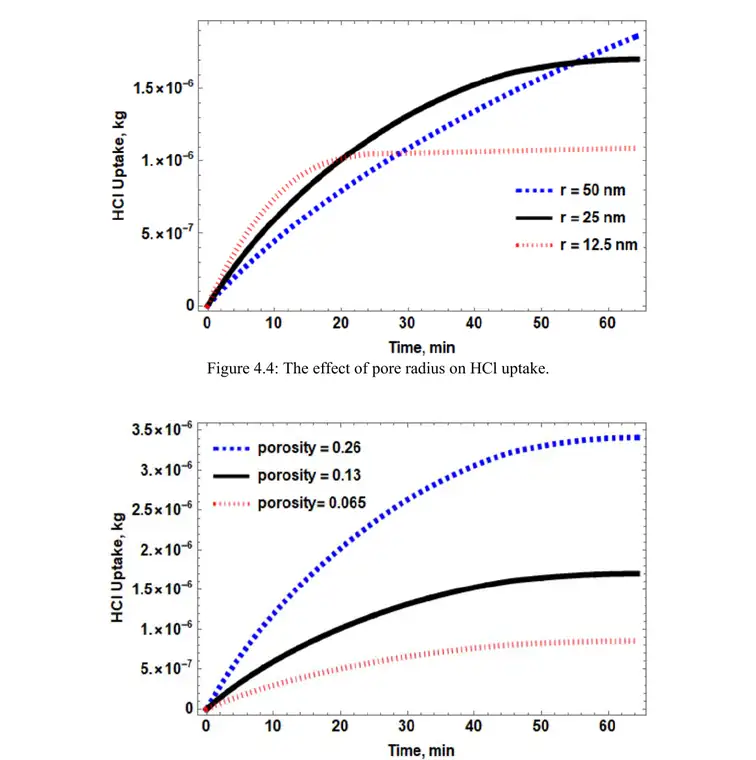 1.5×10⁻⁶
1.×10⁻⁶
5.×10⁻⁷
0
HCl Uptake, kg
r = 50 nm
r = 25 nm
r = 12.5 nm
0 10 20 30 40 50 60
Time, min
Figure 4.4: The effect of pore radius on HCl uptake.
3.5×10⁻⁶
3.×10⁻⁶
2.5×10⁻⁶
2.×10⁻⁶
1.5×10⁻⁶
1.×10⁻⁶
5.×10⁻⁷
0
HCl Uptake, kg
porosity = 0.26
porosity = 0.13
porosity= 0.065
0 10 20 30 40 50 60
Time, min